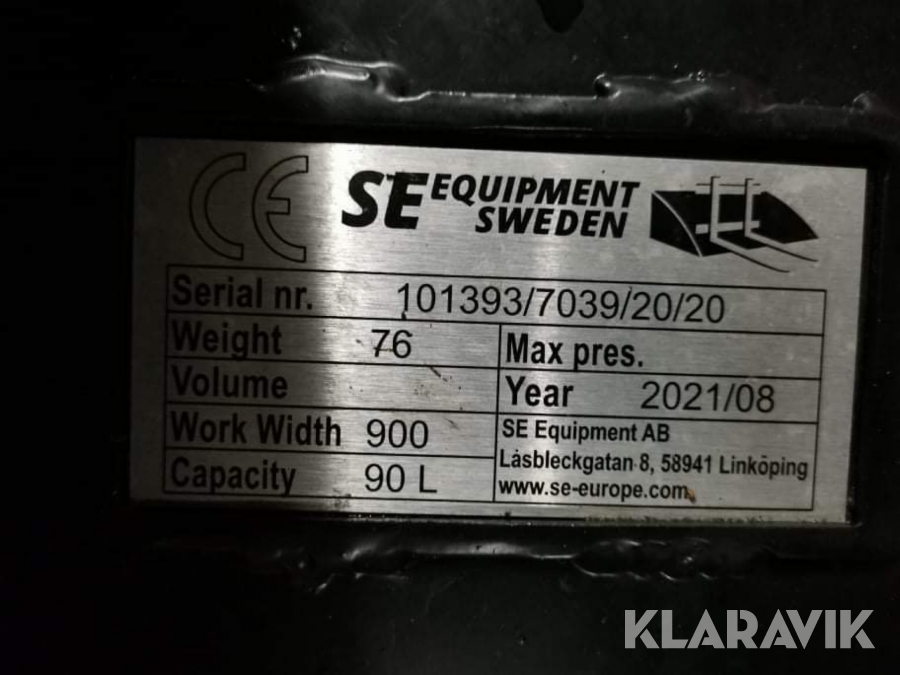 CE SE EQUIPMENT
SWEDEN
Serial nr. 101393/7039/20/20
Weight 76 Max pres.
Volume Year 2021/08
Work Width 900 SE Equipment AB
Capacity 90 L Låsbleckgatan 8, 58941 Linköping
www.se-europe.com
KLARAVIK